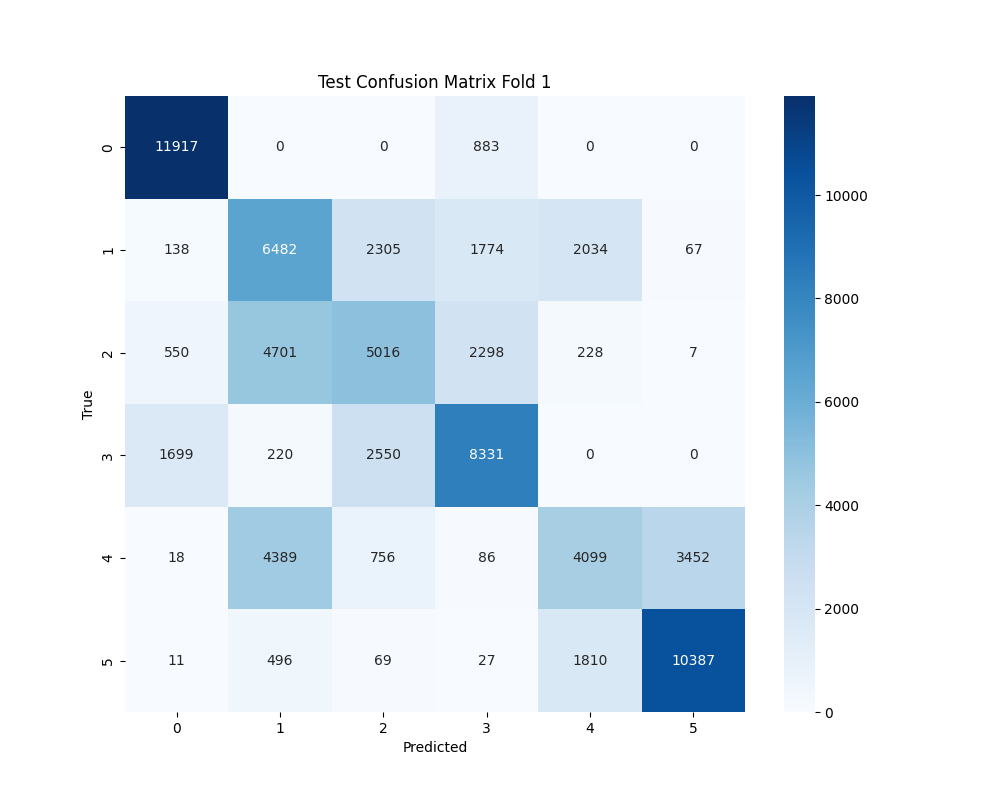 Test Confusion Matrix Fold 1
0 11917 0 0 883 0 0
1 138 6482 2305 1774 2034 67
2 550 4701 5016 2298 228 7
3 1699 220 2550 8331 0 0
4 18 4389 756 86 4099 3452
5 11 496 69 27 1810 10387
0 1 2 3 4 5
Predicted
True
10000
8000
6000
4000
2000
0